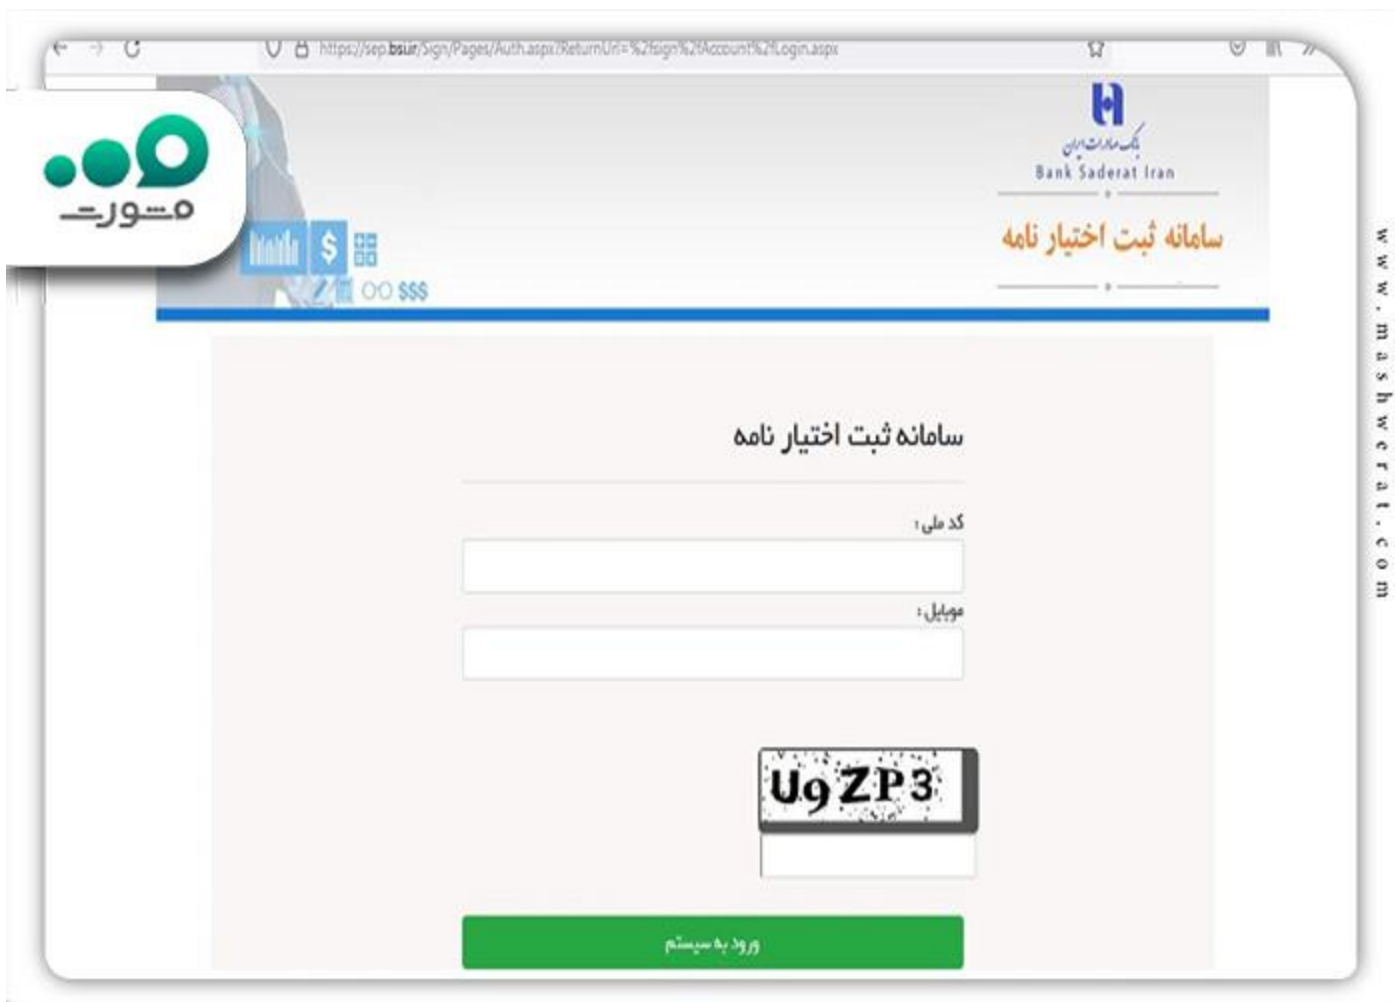 https://sep.bsi.ir/Sign/Pages/Auth.aspx?ReturnUrl=%2fsign%2fAccount%2fLogin.aspx
بانک صادرات ایران
Bank Saderat Iran
سامانه ثبت اختیار نامه
مشورت
$
$$$
سامانه ثبت اختیار نامه
کد ملی :
موبایل :
U9ZP3
ورود به سیستم
www.mashwerat.com